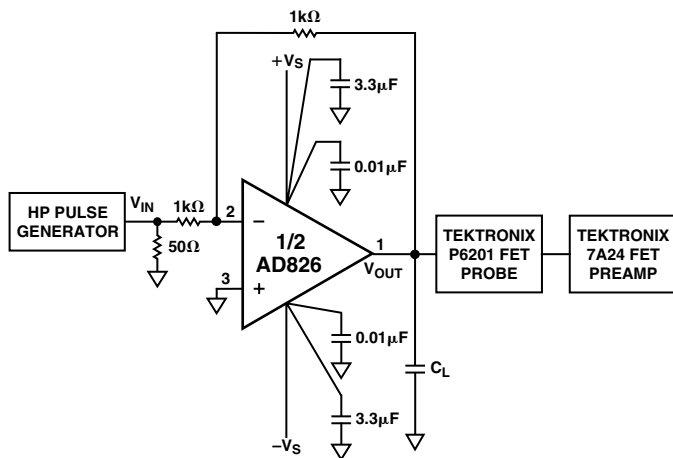 1kΩ
+VS
3.3µF
0.01µF
HP PULSE
GENERATOR
VIN
1kΩ
50Ω
2
−
1/2
AD826
3
+
1
VOUT
TEKTRONIX
P6201 FET
PROBE
TEKTRONIX
7A24 FET
PREAMP
0.01µF
CL
3.3µF
−VS